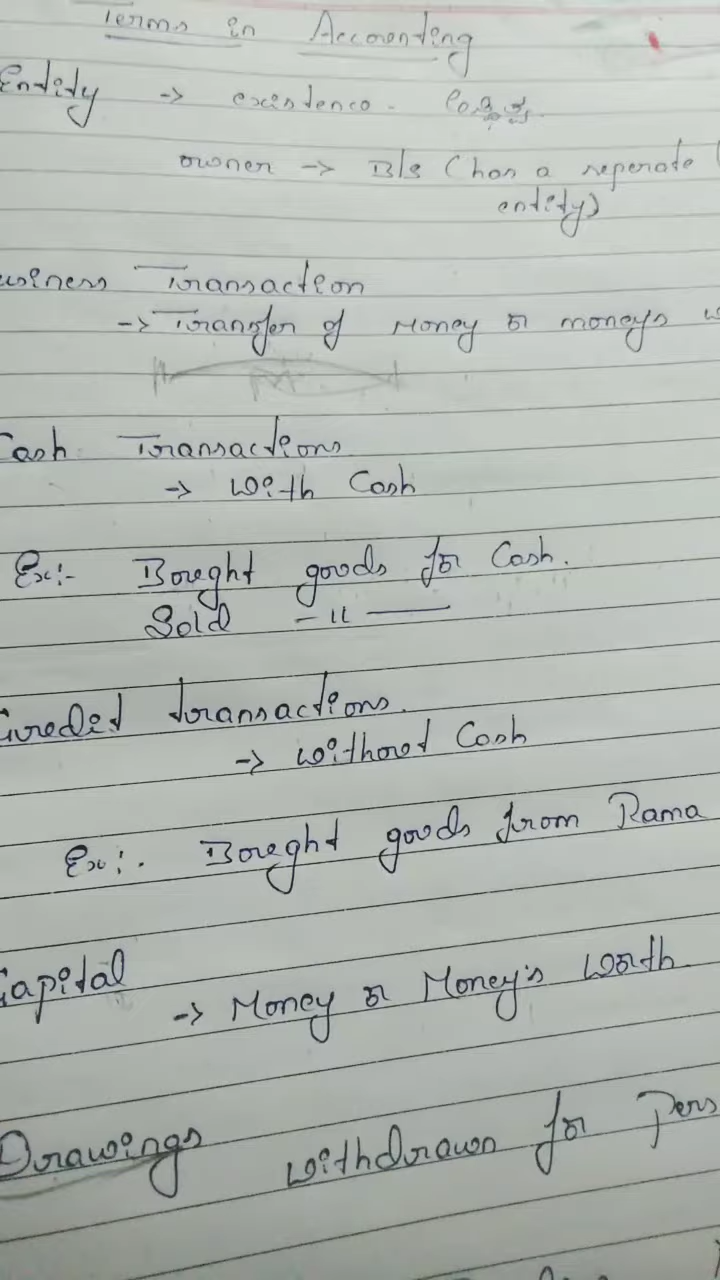 Terms in Accounting
Entity -> existence.
owner -> B/s (has a seperate
entity)
usiness Transaction
-> Transfer of Money or moneys w
Cash Transactions
-> With Cash
Ex:- Bought goods for Cash.
Sold -11-
Credit transactions.
-> Without Cash
Ex:. Bought goods from Rama
Capital
-> Money or Money's Worth
Drawings withdrawn for Pers